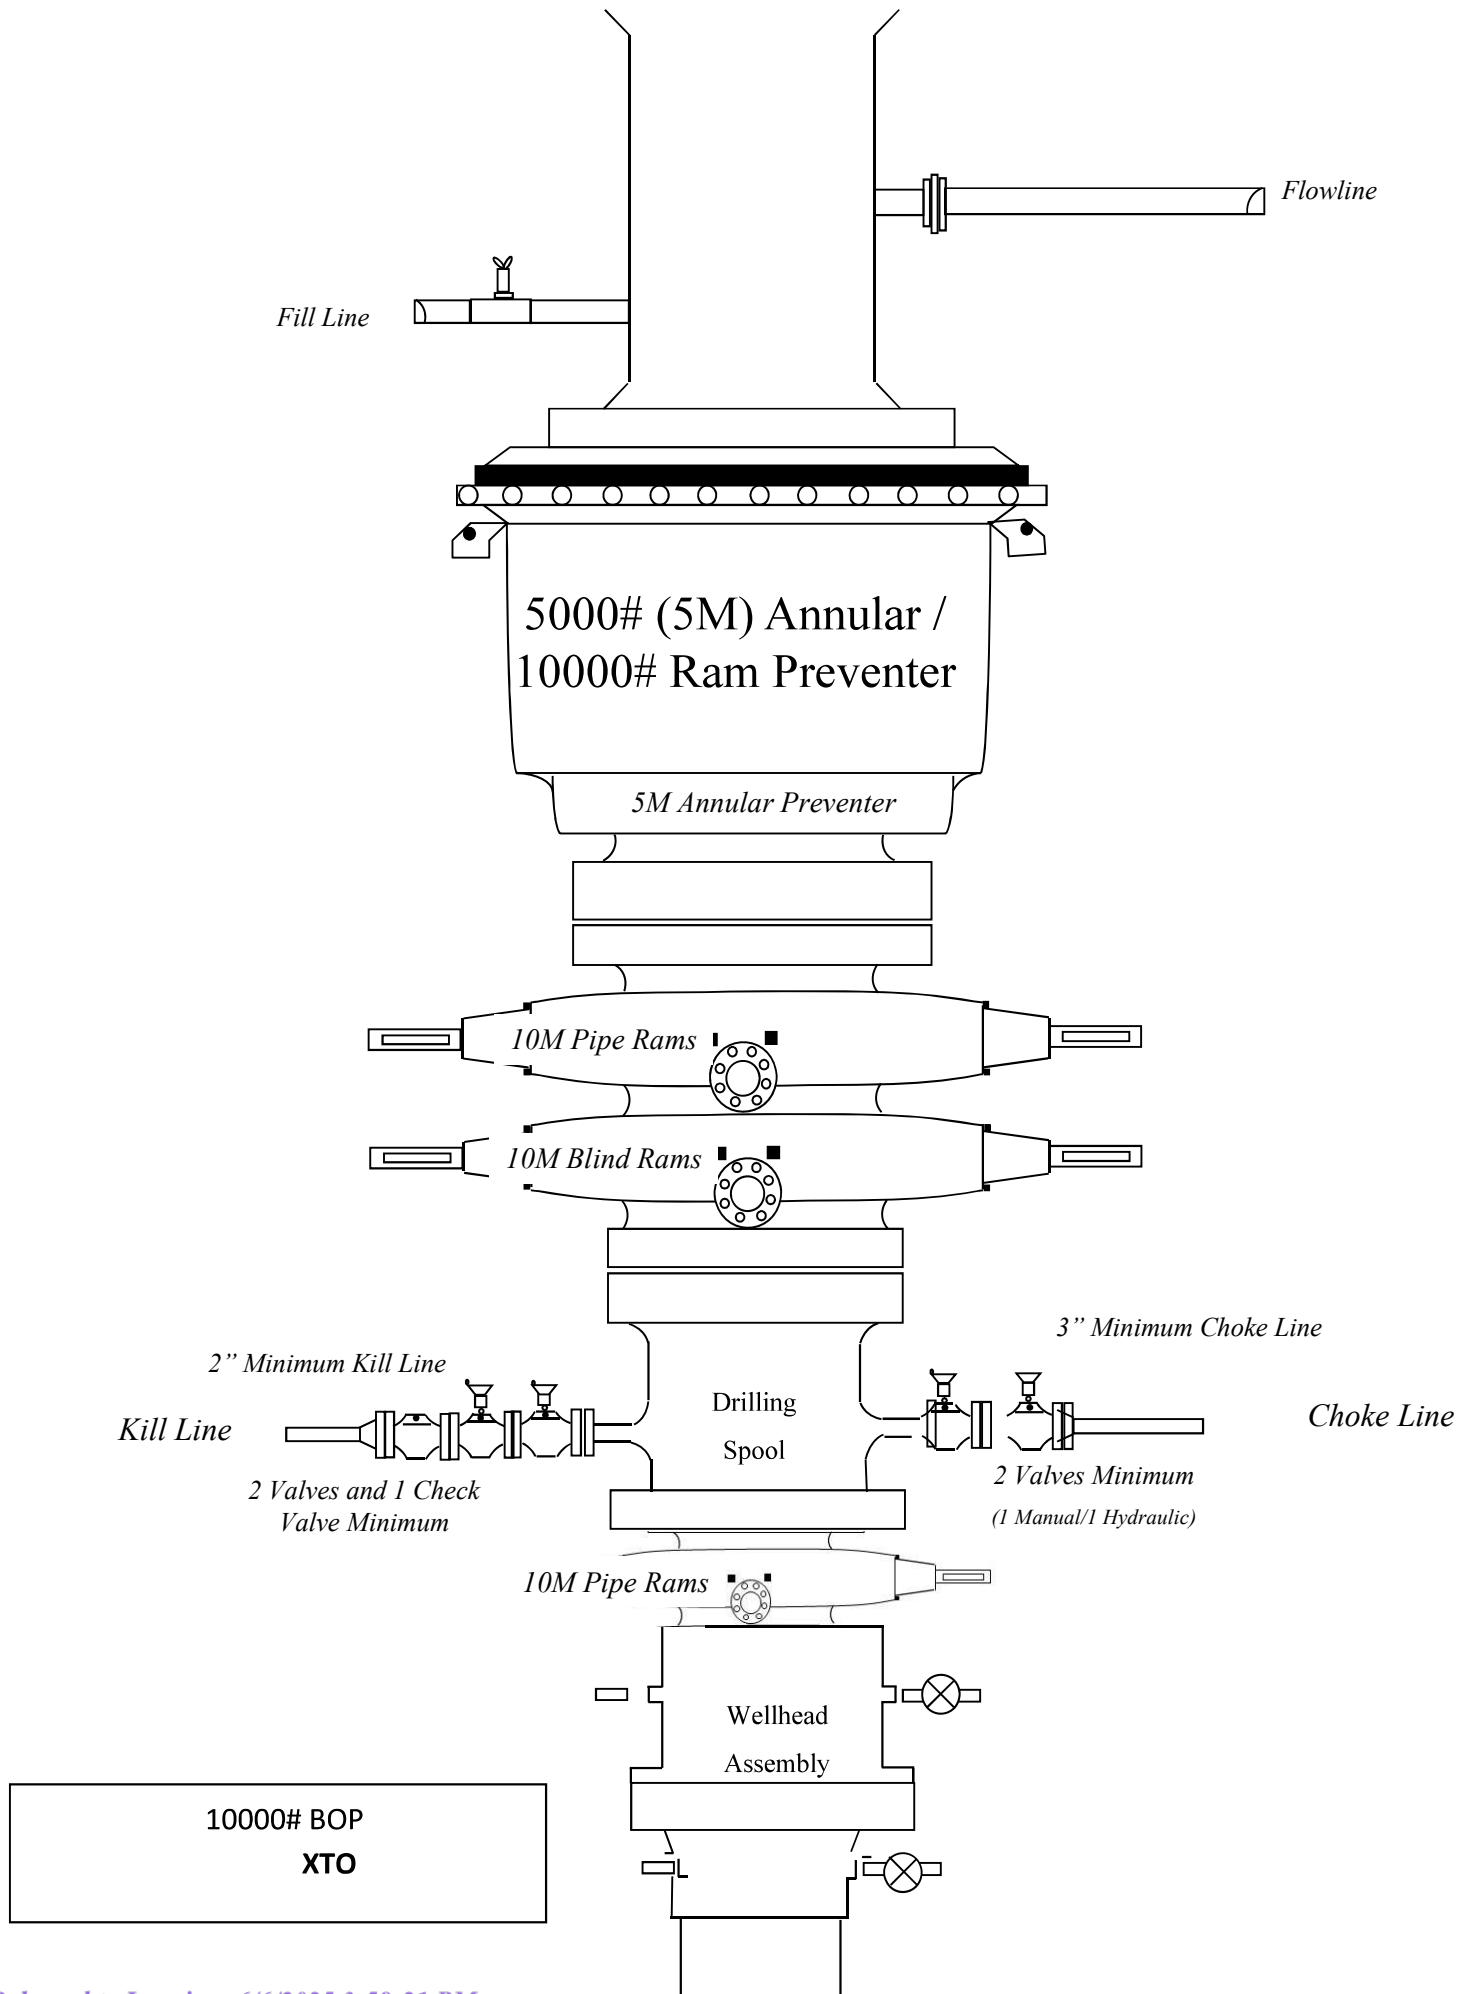 Flowline
Fill Line
5000# (5M) Annular /
10000# Ram Preventer
5M Annular Preventer
10M Pipe Rams
10M Blind Rams
3” Minimum Choke Line
2” Minimum Kill Line
Drilling
Spool
Kill Line
Choke Line
2 Valves and 1 Check
Valve Minimum
2 Valves Minimum
(1 Manual/1 Hydraulic)
10M Pipe Rams
Wellhead
Assembly
10000# BOP
XTO